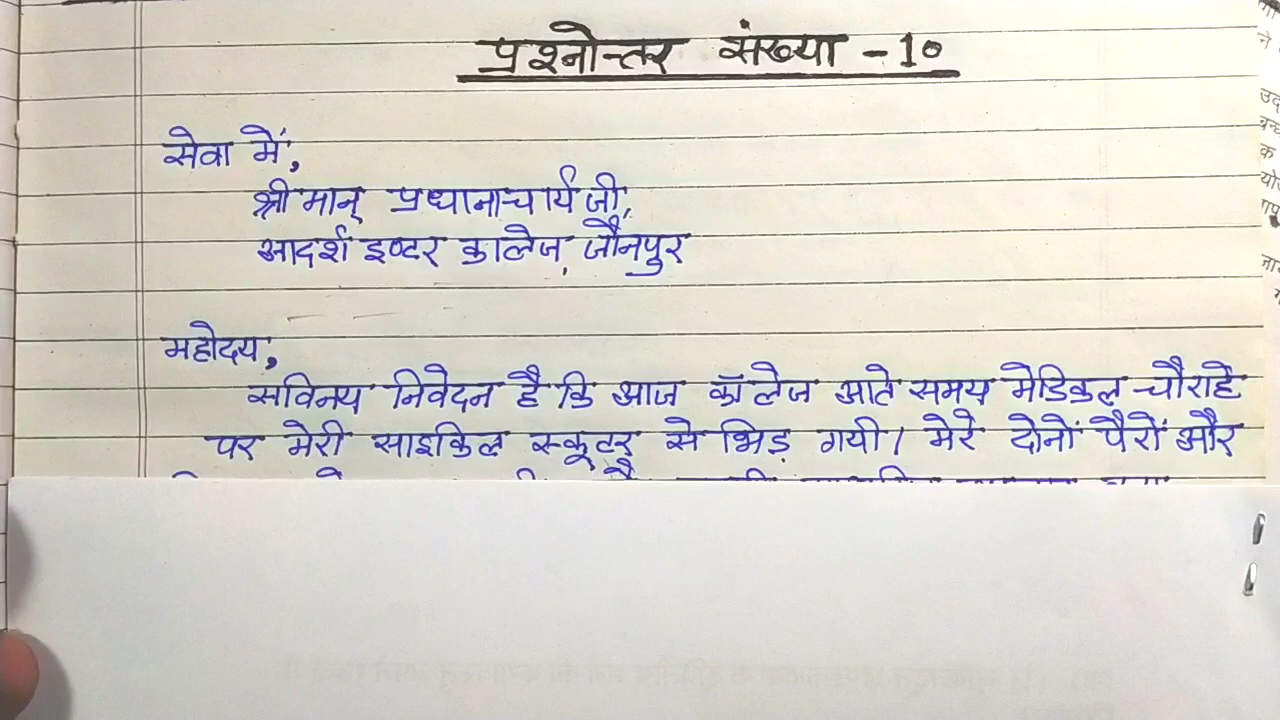 प्रश्नोत्तर संख्या - 10
सेवा में,
श्रीमान् प्रधानाचार्य जी,
आदर्श इण्टर कालेज, जौनपुर
महोदय,
सविनय निवेदन है कि आज कॉलेज आते समय मेडिकल चौराहे
पर मेरी साइकिल स्कूटर से भिड़ गयी। मेरे दोनों पैरों और